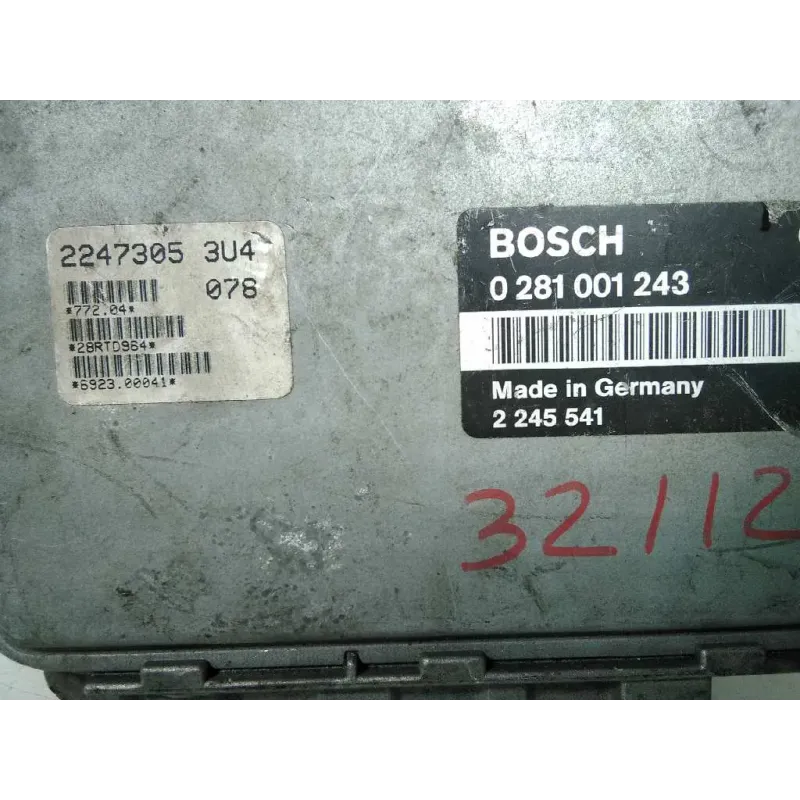 2247305 3U4
078
*772.04*
*28RTD964*
*6923.00041*
BOSCH
0 281 001 243
Made in Germany
2 245 541
32112